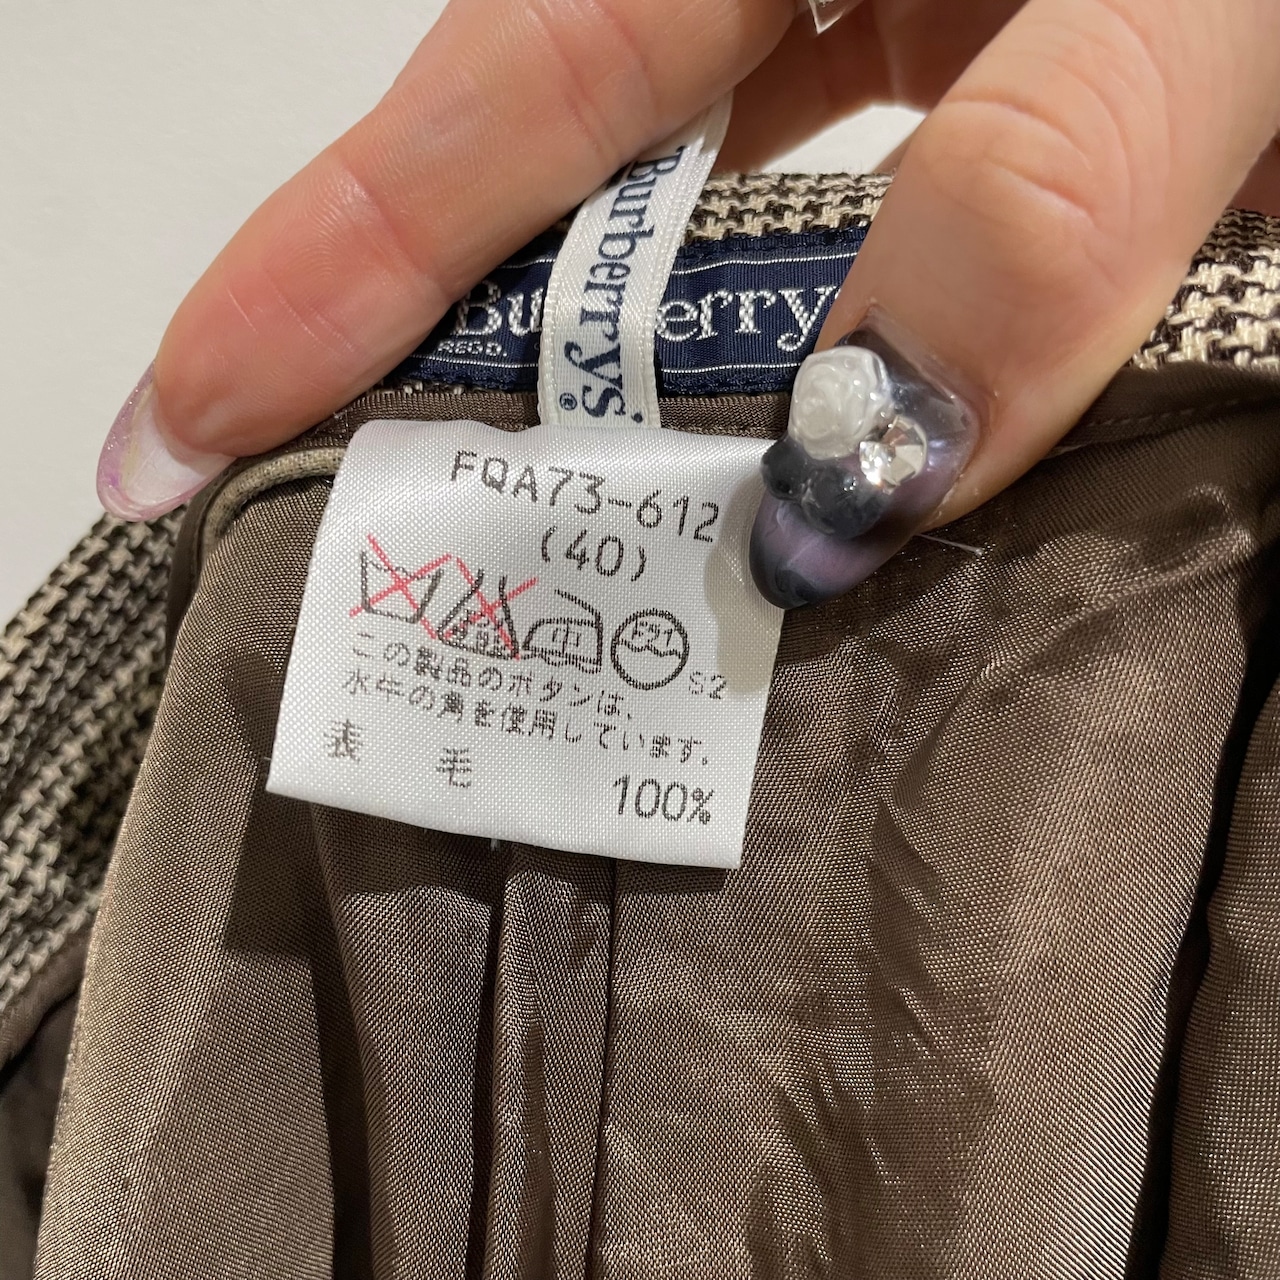 Burberrys
REGD.
Burberrys®
FQA73-612
(40)
中
S2
この製品のボタンは、
水牛の角を使用しています。
表 毛 100%